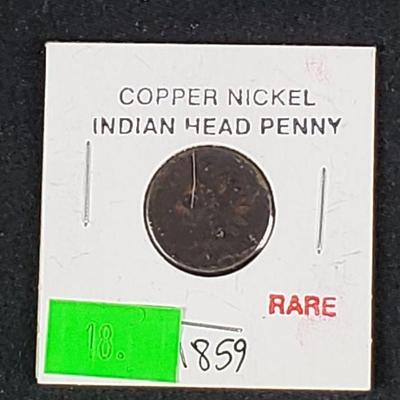 COPPER NICKEL
INDIAN HEAD PENNY
RARE
18.
1859